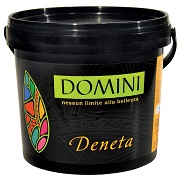 DOMINI
nessun limite alla bellezza
Deneta